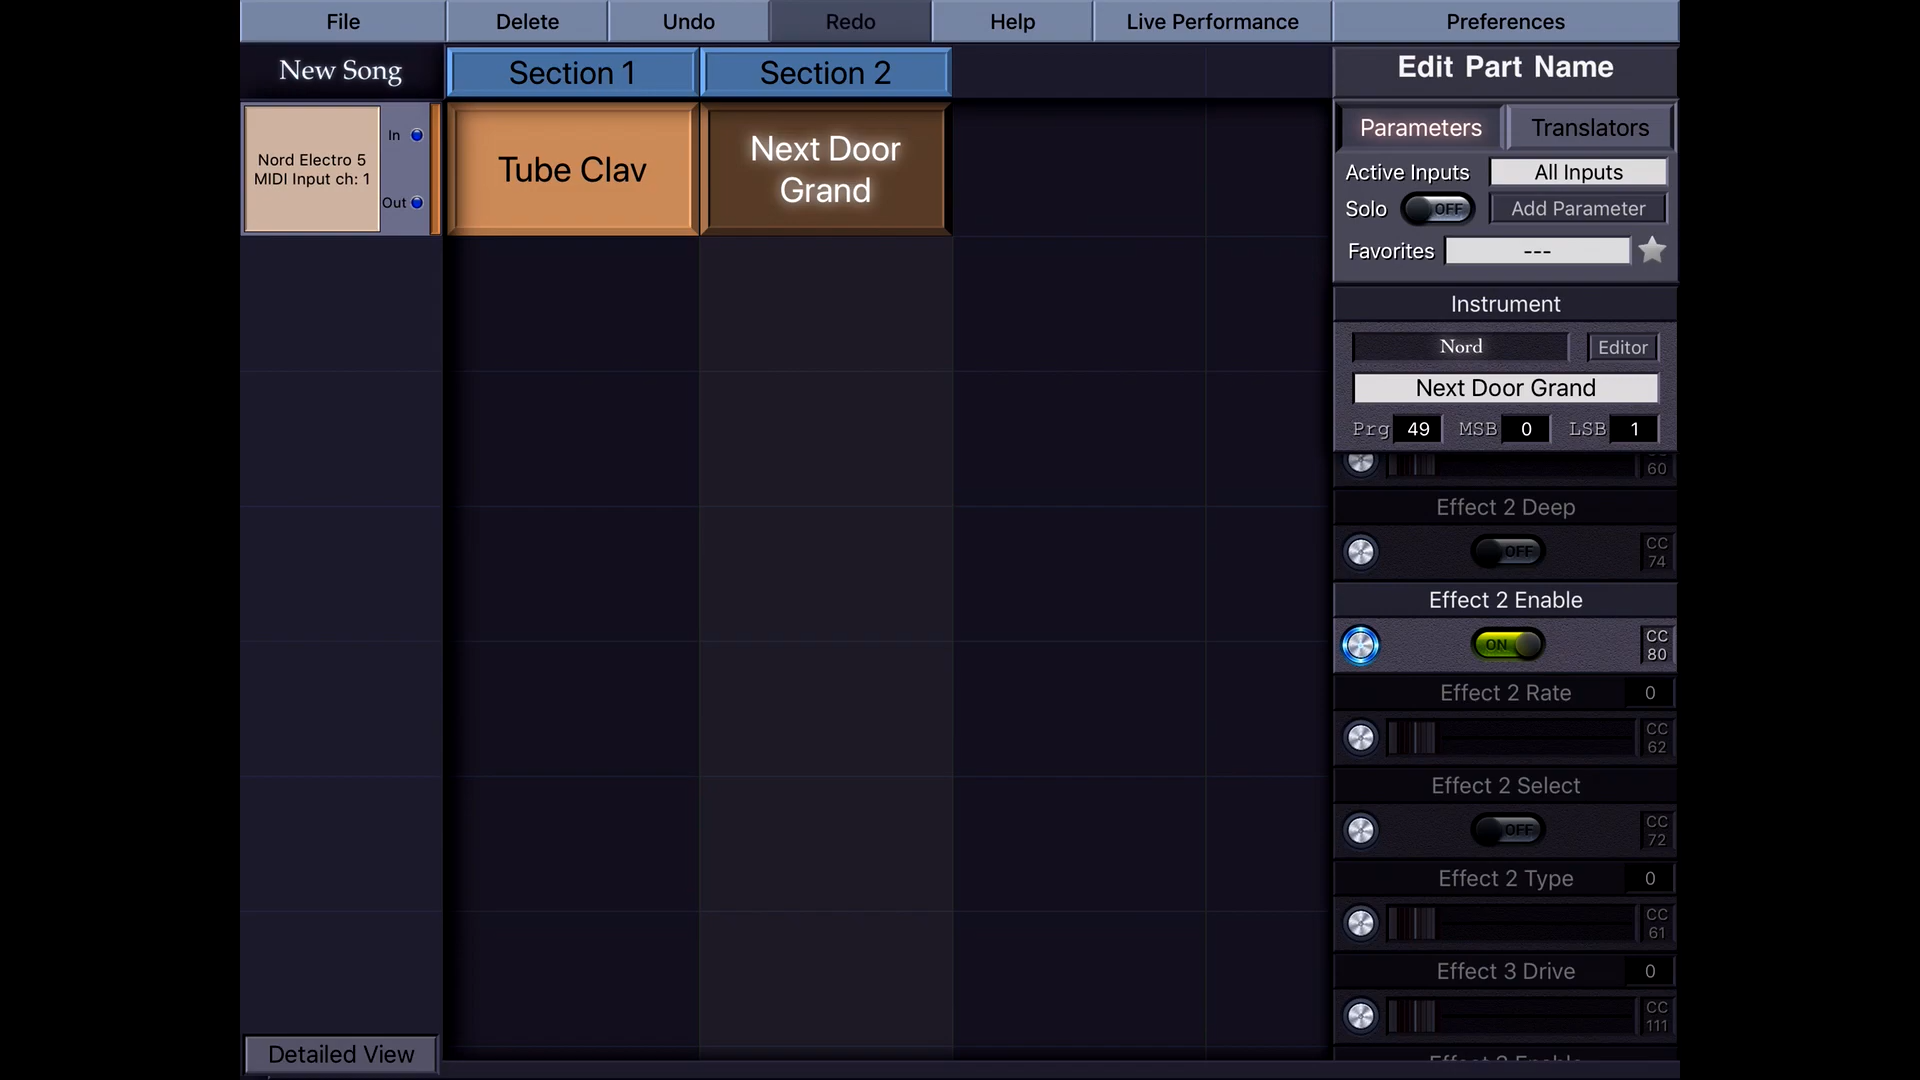 File Delete Undo Redo Help Live Performance Preferences
New Song Section 1 Section 2 Edit Part Name
Nord Electro 5
MIDI Input ch: 1
In
Out
Tube Clav
Next Door
Grand
Parameters Translators
Active Inputs All Inputs
Solo OFF Add Parameter
Favorites ---
Instrument
Nord Editor
Next Door Grand
Prg 49 MSB 0 LSB 1
60
Effect 2 Deep
OFF CC
74
Effect 2 Enable
ON CC
80
Effect 2 Rate 0
CC
62
Effect 2 Select
OFF CC
72
Effect 2 Type 0
CC
61
Effect 3 Drive 0
CC
111
Detailed View